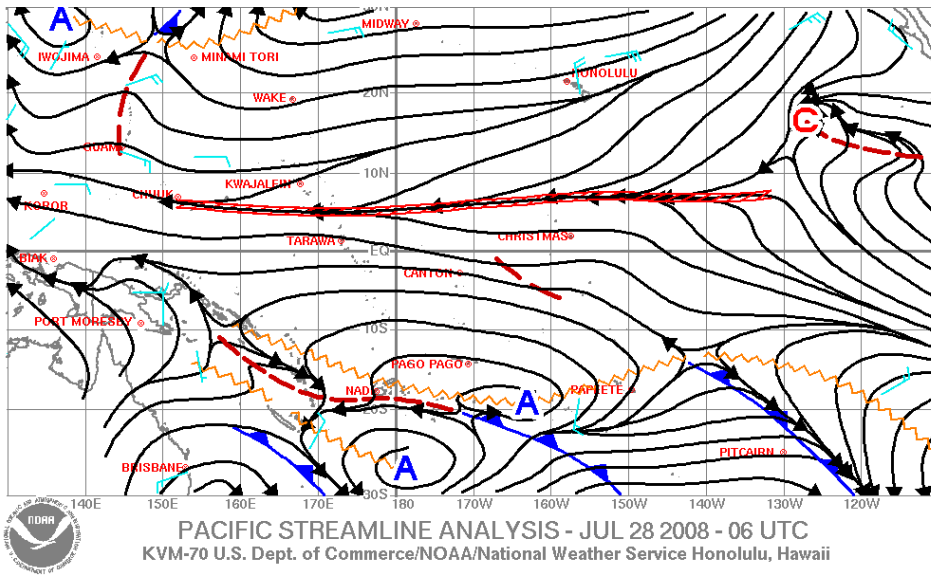 30N
A
MIDWAY
IWOJIMA
MINAMI TORI
HONOLULU
20N
WAKE
C
GUAM
10N
KWAJALEIN
CHUUK
KOROR
CHRISTMAS
TARAWA
EQ
BIAK
CANTON
PORT MORESBY
10S
PAGO PAGO
NADI
PAPEETE
A
20S
PITCAIRN
BRISBANE
A
30S
140E 150E 160E 170E 180 170W 160W 150W 140W 130W 120W
NOAA
PACIFIC STREAMLINE ANALYSIS - JUL 28 2008 - 06 UTC
KVM-70 U.S. Dept. of Commerce/NOAA/National Weather Service Honolulu, Hawaii